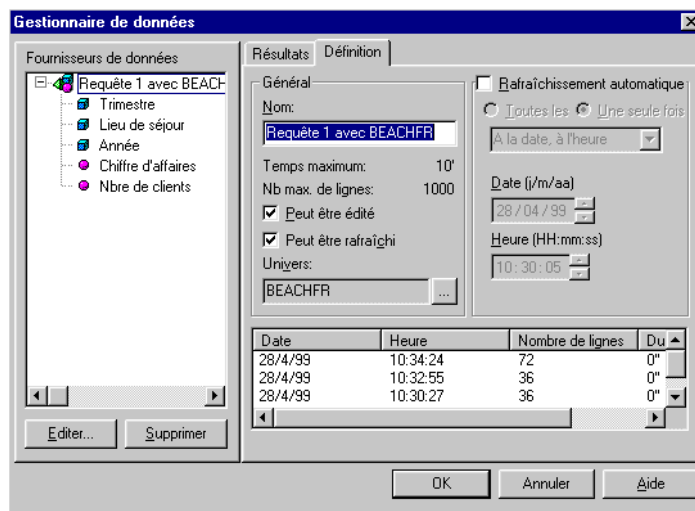 Gestionnaire de données
Fournisseurs de données
Requête 1 avec BEACH
Trimestre
Lieu de séjour
Année
Chiffre d'affaires
Nbre de clients
Editer...
Supprimer
Résultats
Définition
Général
Nom:
Requête 1 avec BEACHFR
Temps maximum: 10'
Nb max. de lignes: 1000
Peut être édité
Peut être rafraîchi
Univers:
BEACHFR
...
Rafraîchissement automatique
Toutes les
Une seule fois
A la date, à l'heure
Date (j/m/aa)
28/04/99
Heure (HH:mm:ss)
10:30:05
Date Heure Nombre de lignes Du
28/4/99 10:34:24 72 0"
28/4/99 10:32:55 36 0"
28/4/99 10:30:27 36 0"
OK
Annuler
Aide